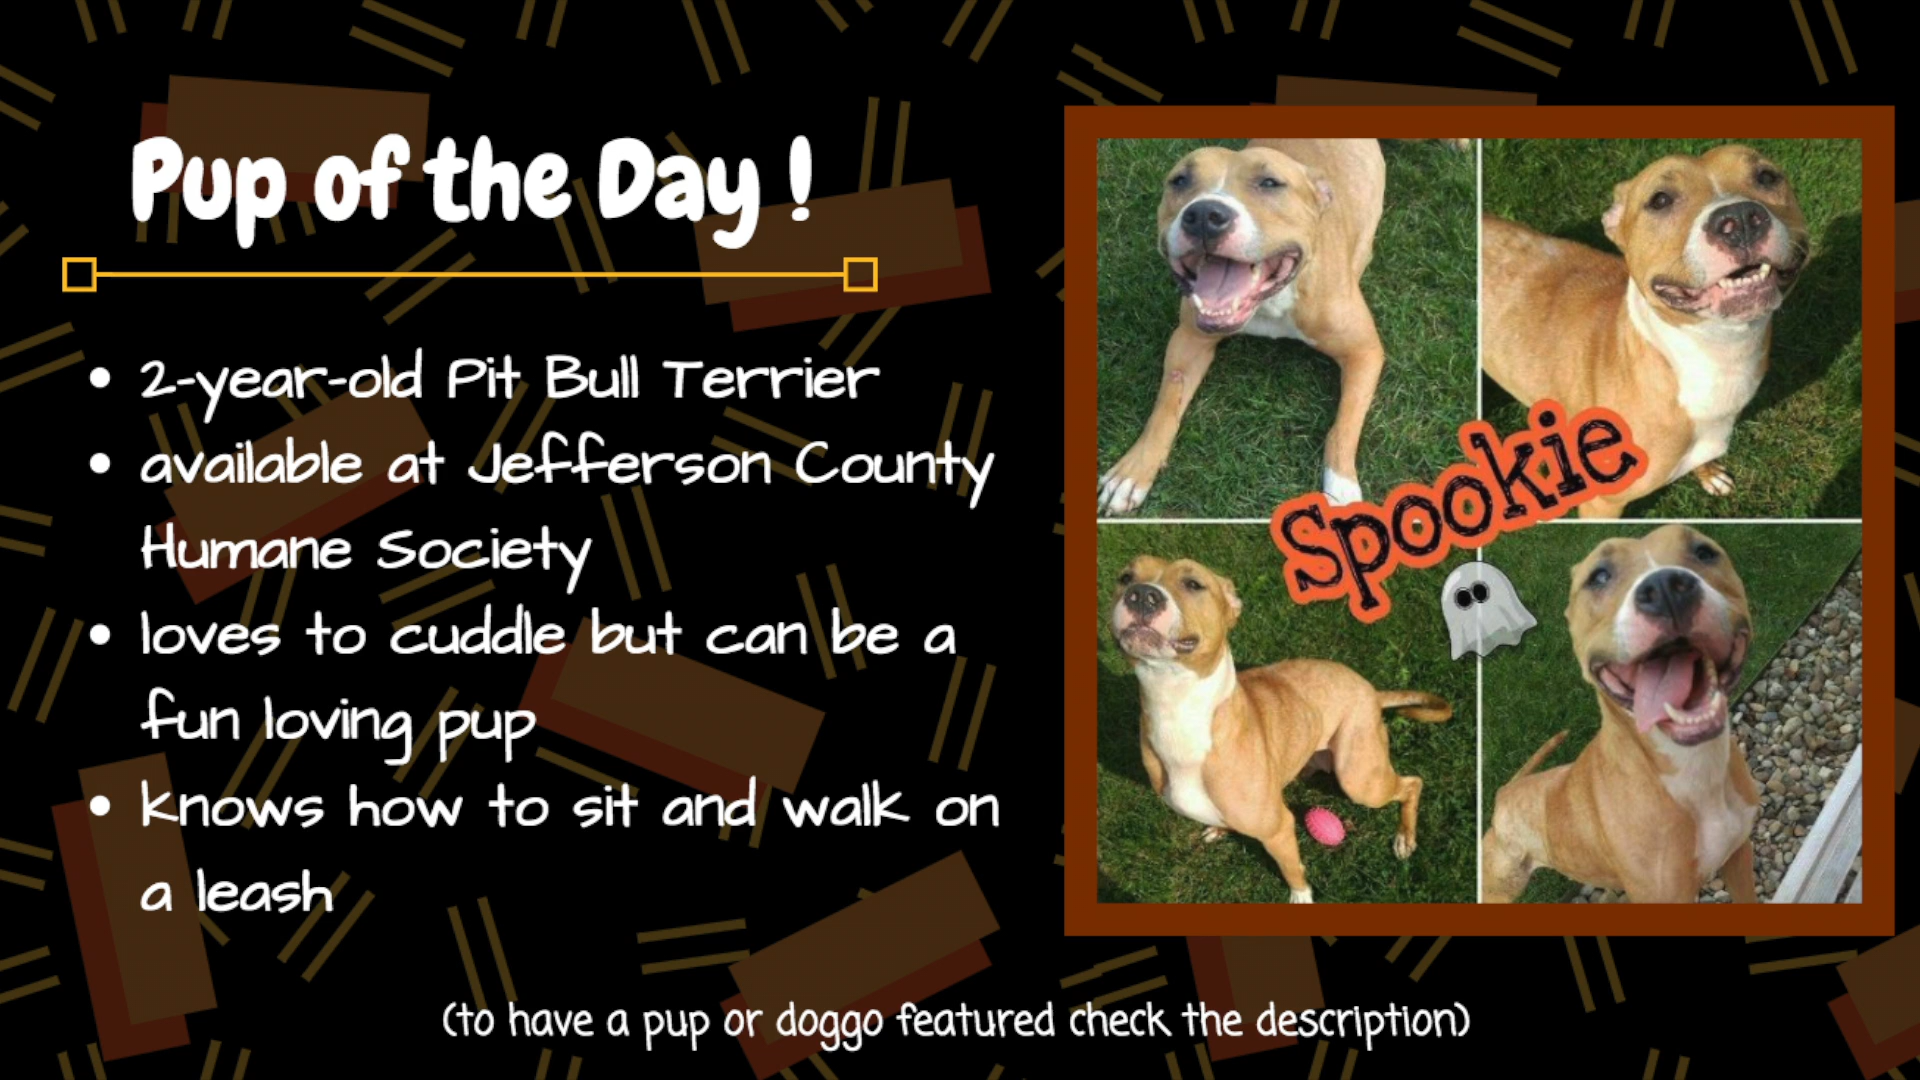 Pup of the Day !
• 2-year-old Pit Bull Terrier
• available at Jefferson County
Humane Society
• loves to cuddle but can be a
fun loving pup
• knows how to sit and walk on
a leash
Spookie
(to have a pup or doggo featured check the description)